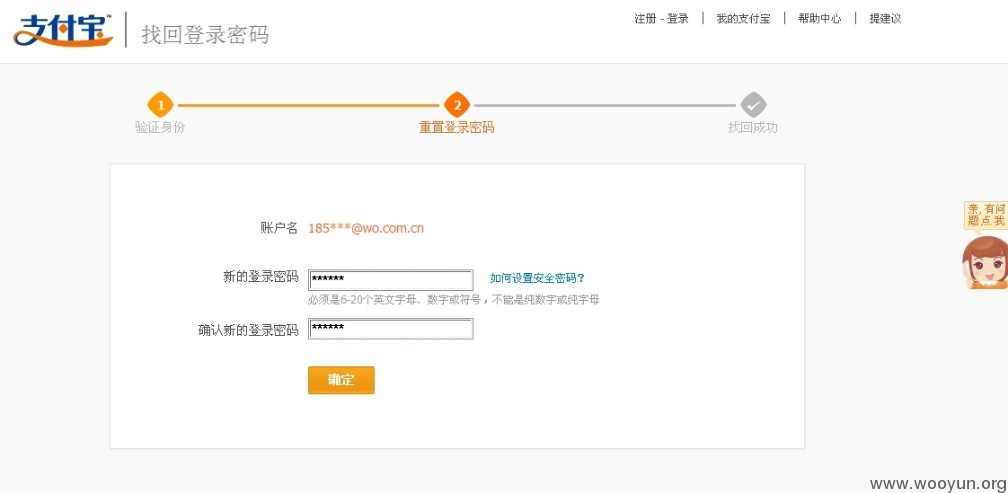 支付宝™ 找回登录密码
注册 - 登录 | 我的支付宝 | 帮助中心 | 提建议
1 2
验证身份 重置登录密码 找回成功
亲,有问
题点我
账户名 185***@wo.com.cn
新的登录密码 ****** 如何设置安全密码?
必须是6-20个英文字母、数字或符号，不能是纯数字或纯字母
确认新的登录密码 ******
确定
www.wooyun.org